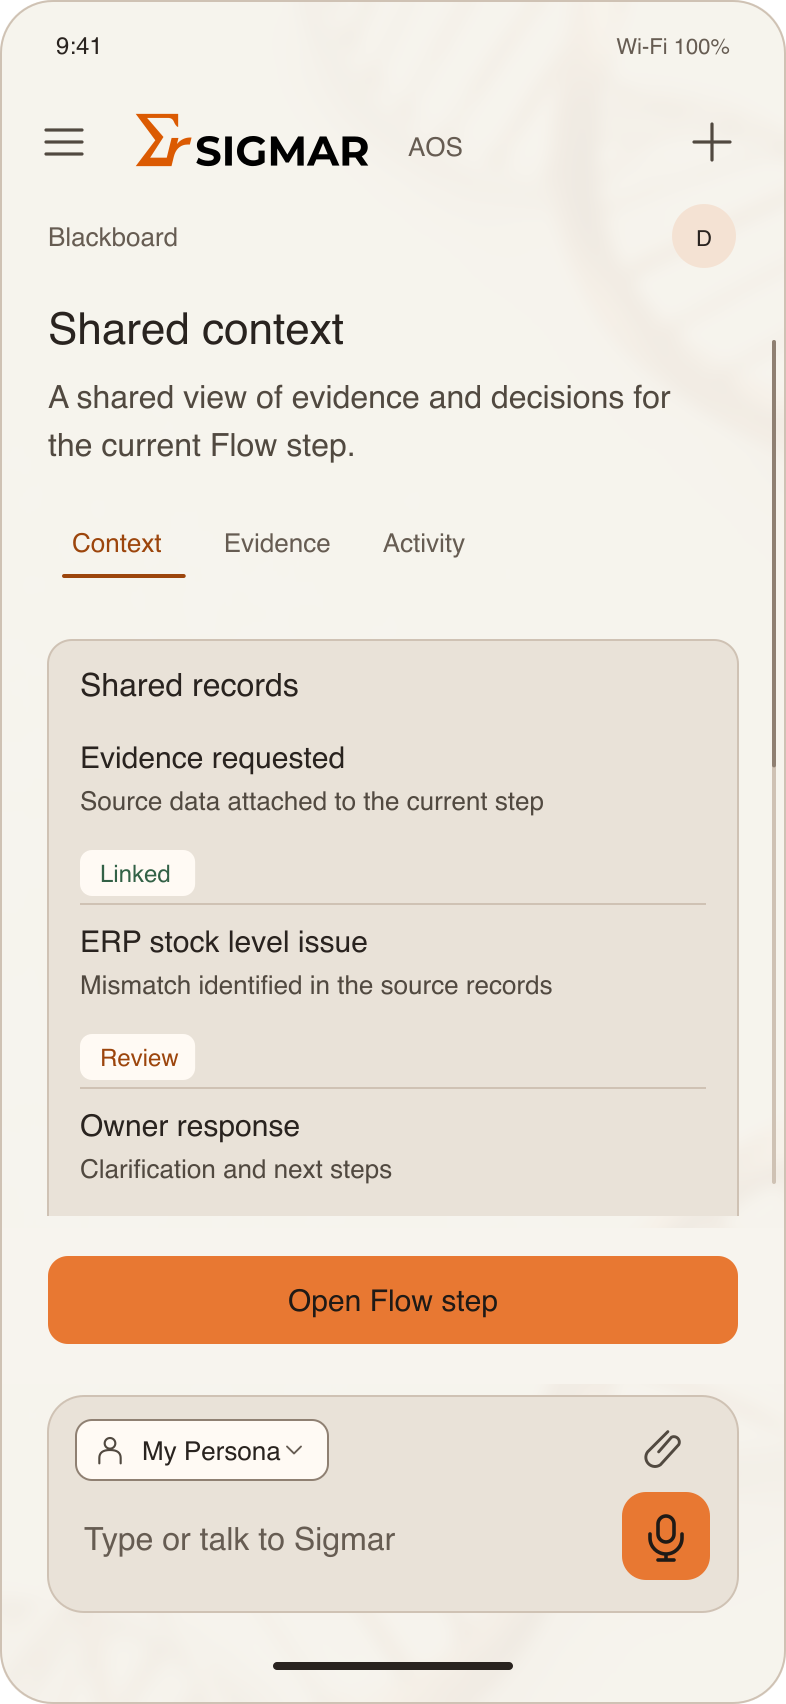 9:41
Wi-Fi 100%
Σr SIGMAR AOS
Blackboard
D
Shared context
A shared view of evidence and decisions for
the current Flow step.
Context Evidence Activity
Shared records
Evidence requested
Source data attached to the current step
Linked
ERP stock level issue
Mismatch identified in the source records
Review
Owner response
Clarification and next steps
Open Flow step
My Persona
Type or talk to Sigmar